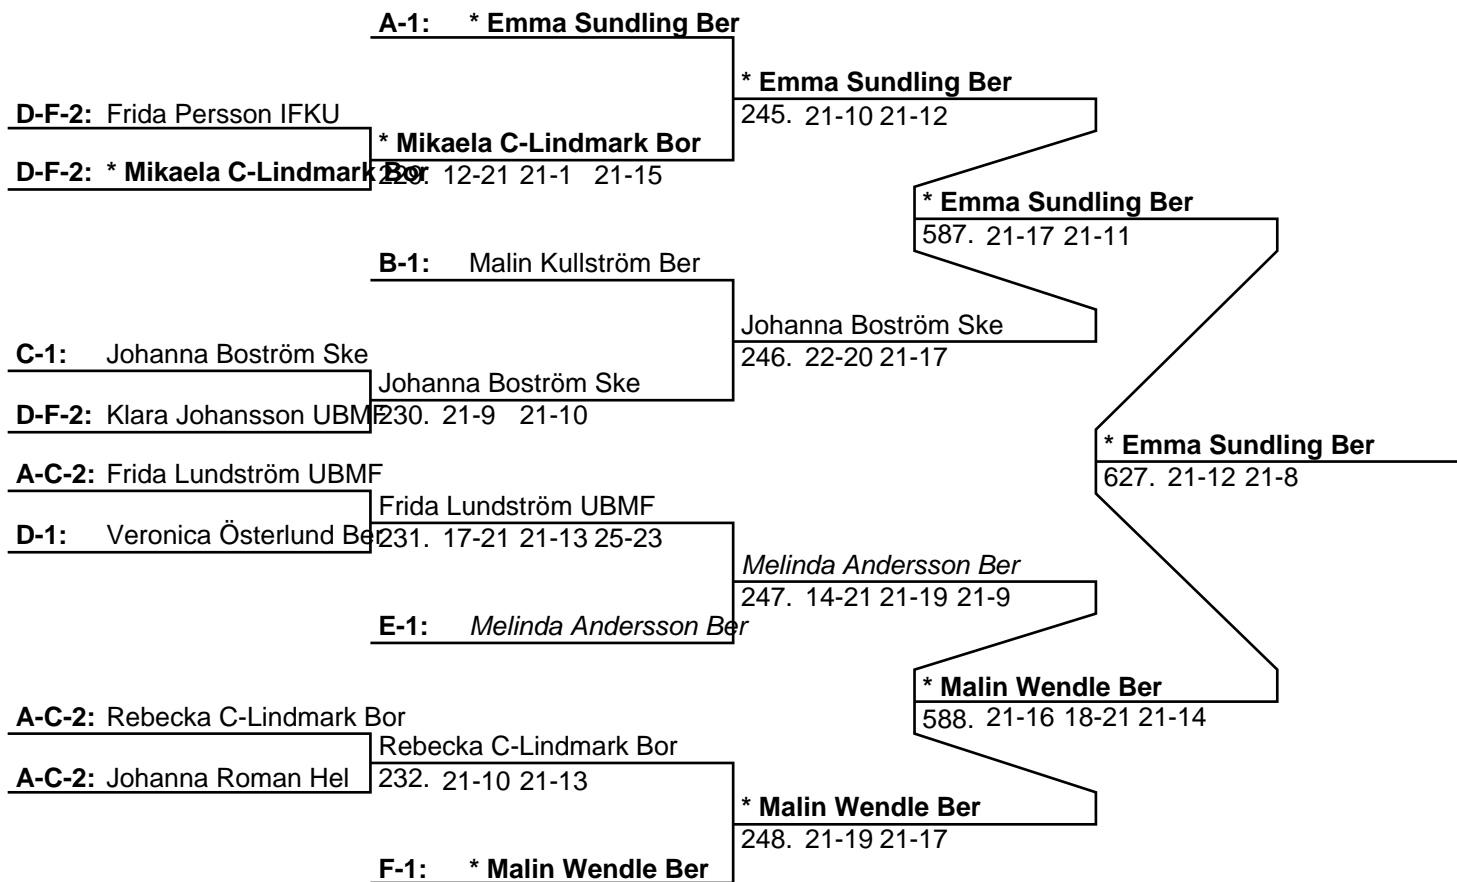 A-1: * Emma Sundling Ber
* Emma Sundling Ber
245. 21-10 21-12
D-F-2: Frida Persson IFKU
* Mikaela C-Lindmark Bor
D-F-2: * Mikaela C-Lindmark Bor
229. 12-21 21-1 21-15
* Emma Sundling Ber
587. 21-17 21-11
B-1: Malin Kullström Ber
Johanna Boström Ske
246. 22-20 21-17
C-1: Johanna Boström Ske
Johanna Boström Ske
D-F-2: Klara Johansson UBMF
230. 21-9 21-10
* Emma Sundling Ber
627. 21-12 21-8
A-C-2: Frida Lundström UBMF
Frida Lundström UBMF
D-1: Veronica Österlund Ber
231. 17-21 21-13 25-23
Melinda Andersson Ber
247. 14-21 21-19 21-9
E-1: Melinda Andersson Ber
* Malin Wendle Ber
588. 21-16 18-21 21-14
A-C-2: Rebecka C-Lindmark Bor
Rebecka C-Lindmark Bor
A-C-2: Johanna Roman Hel
232. 21-10 21-13
* Malin Wendle Ber
248. 21-19 21-17
F-1: * Malin Wendle Ber